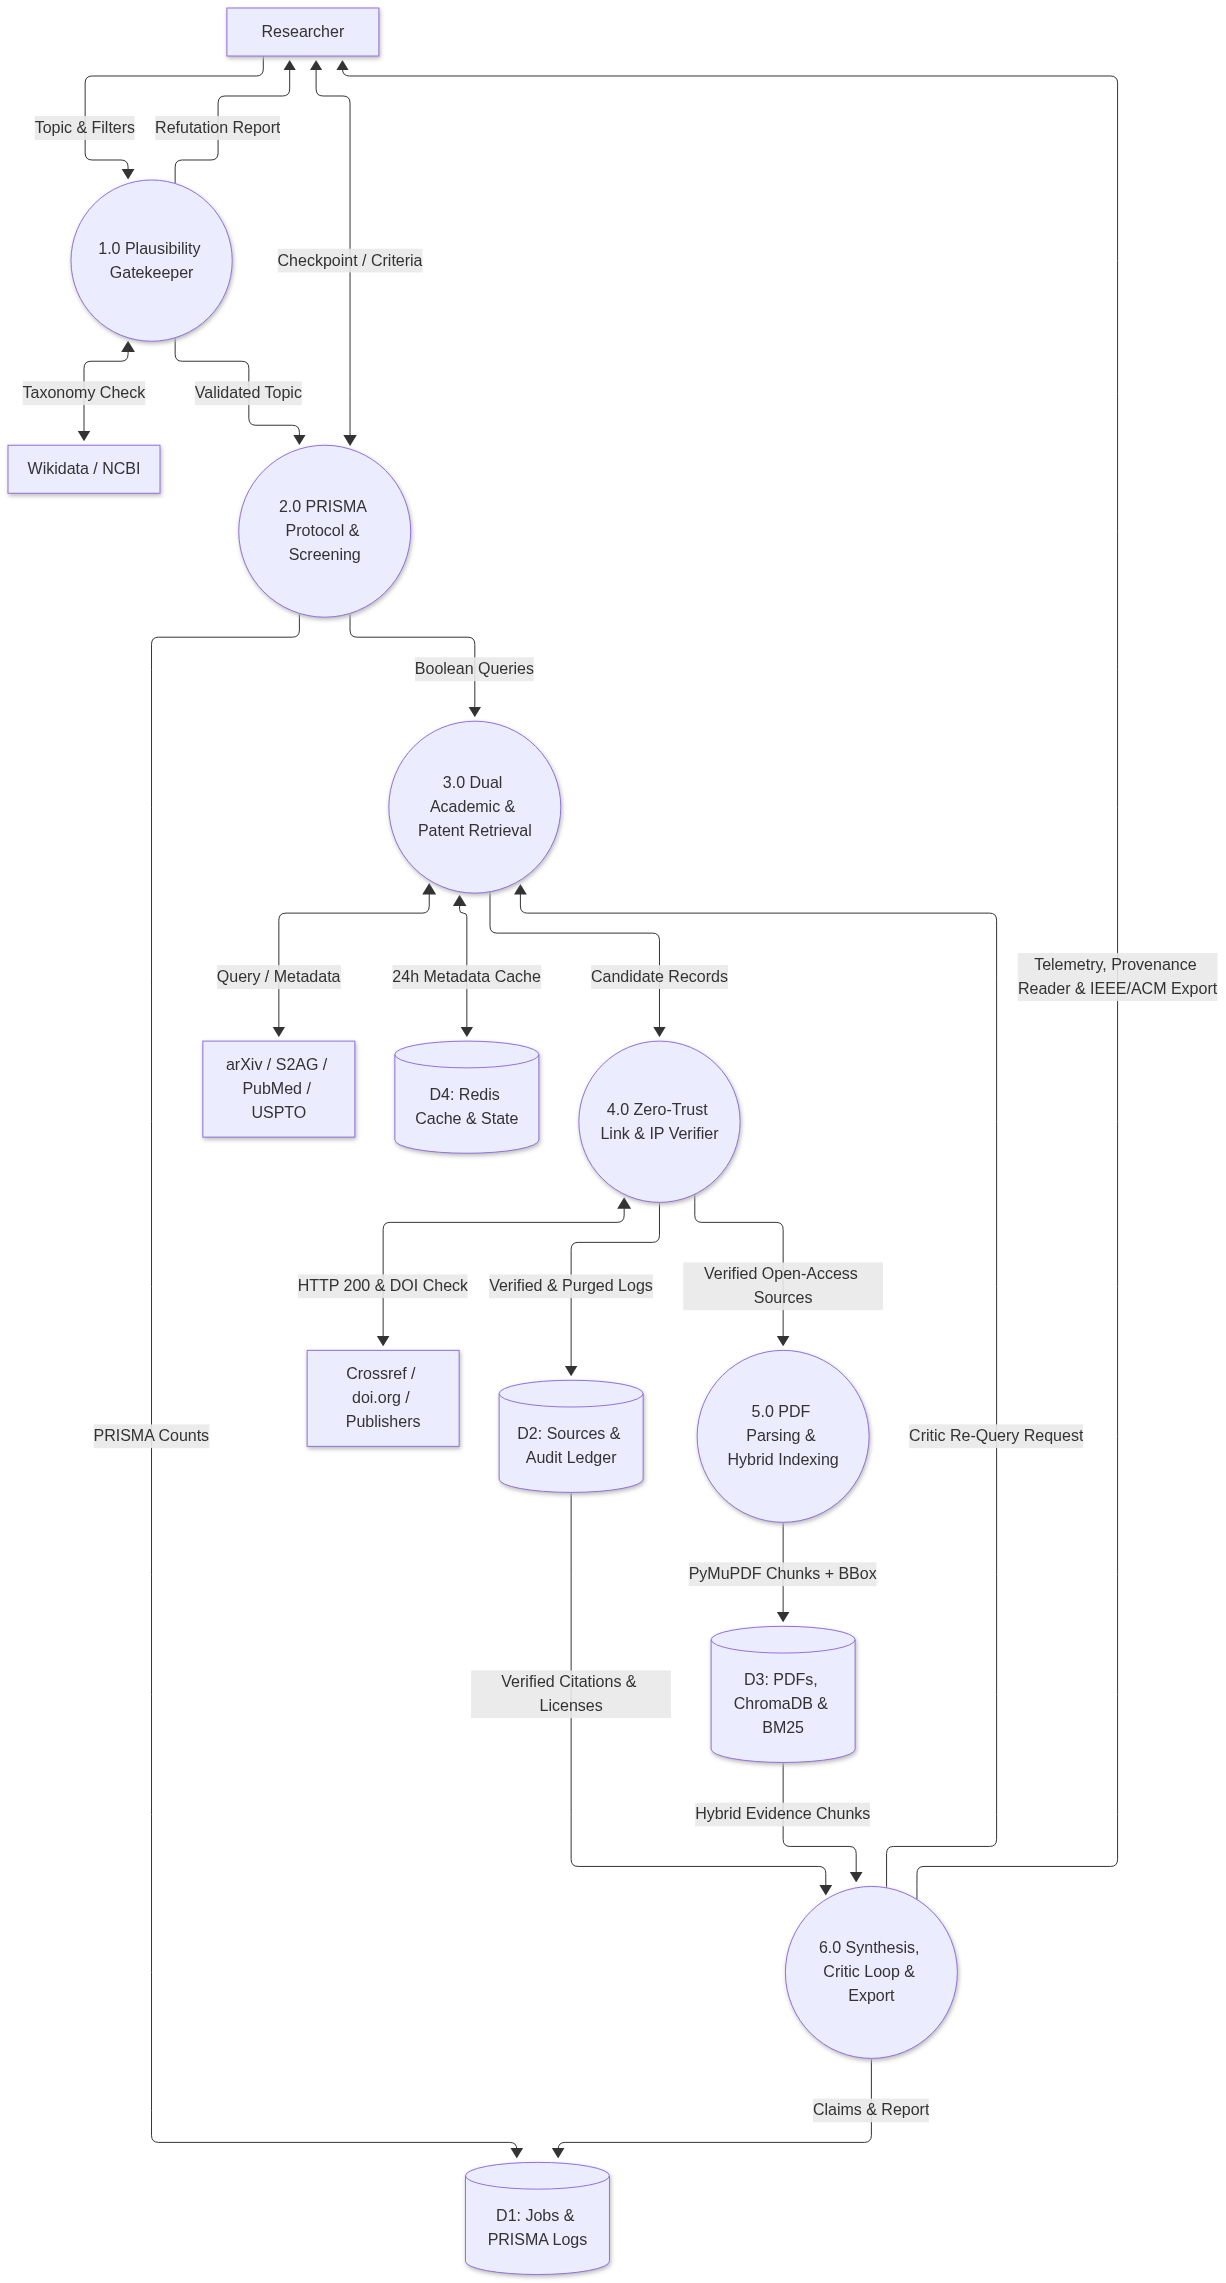 Researcher
Topic & Filters
Refutation Report
1.0 Plausibility
Gatekeeper
Checkpoint / Criteria
Taxonomy Check
Validated Topic
Wikidata / NCBI
2.0 PRISMA
Protocol &
Screening
Boolean Queries
3.0 Dual
Academic &
Patent Retrieval
Query / Metadata
24h Metadata Cache
Candidate Records
Telemetry, Provenance
Reader & IEEE/ACM Export
arXiv / S2AG /
PubMed /
USPTO
D4: Redis
Cache & State
4.0 Zero-Trust
Link & IP Verifier
HTTP 200 & DOI Check
Verified & Purged Logs
Verified Open-Access
Sources
Crossref /
doi.org /
Publishers
D2: Sources &
Audit Ledger
5.0 PDF
Parsing &
Hybrid Indexing
PRISMA Counts
Critic Re-Query Request
PyMuPDF Chunks + BBox
Verified Citations &
Licenses
D3: PDFs,
ChromaDB &
BM25
Hybrid Evidence Chunks
6.0 Synthesis,
Critic Loop &
Export
Claims & Report
D1: Jobs &
PRISMA Logs